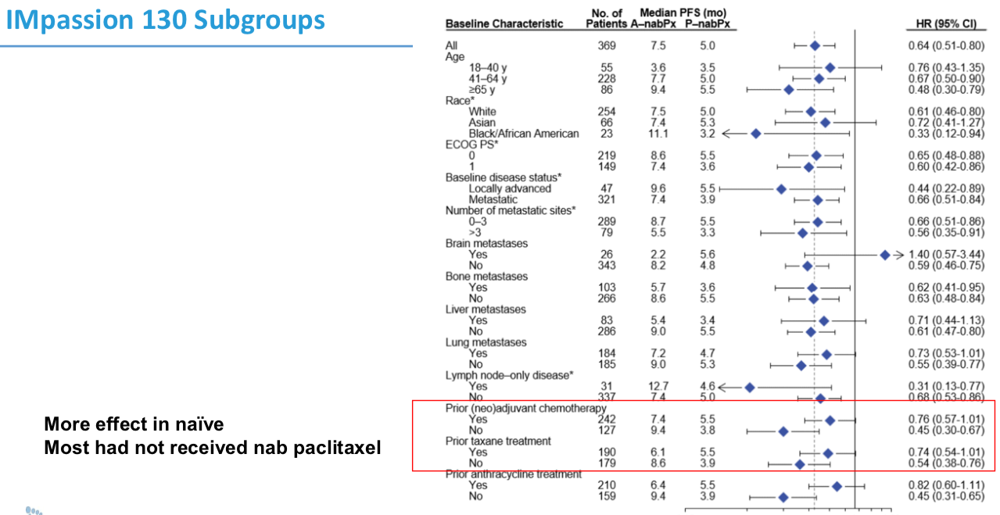 IMpassion 130 Subgroups
No. of Median PFS (mo)
Baseline Characteristic Patients A–nabPx P–nabPx HR (95% CI)
All 369 7.5 5.0 0.64 (0.51-0.80)
Age
18–40 y 55 3.6 3.5 0.76 (0.43-1.35)
41–64 y 228 7.7 5.0 0.67 (0.50-0.90)
≥65 y 86 9.4 5.5 0.48 (0.30-0.79)
Race*
White 254 7.5 5.0 0.61 (0.46-0.80)
Asian 66 7.4 5.3 0.72 (0.41-1.27)
Black/African American 23 11.1 3.2 0.33 (0.12-0.94)
ECOG PS*
0 219 8.6 5.5 0.65 (0.48-0.88)
1 149 7.4 3.6 0.60 (0.42-0.86)
Baseline disease status*
Locally advanced 47 9.6 5.5 0.44 (0.22-0.89)
Metastatic 321 7.4 3.9 0.66 (0.51-0.84)
Number of metastatic sites*
0–3 289 8.7 5.5 0.66 (0.51-0.86)
>3 79 5.5 3.3 0.56 (0.35-0.91)
Brain metastases
Yes 26 2.2 5.6 1.40 (0.57-3.44)
No 343 8.2 4.8 0.59 (0.46-0.75)
Bone metastases
Yes 103 5.7 3.6 0.62 (0.41-0.95)
No 266 8.6 5.5 0.63 (0.48-0.84)
Liver metastases
Yes 83 5.4 3.4 0.71 (0.44-1.13)
No 286 9.0 5.5 0.61 (0.47-0.80)
Lung metastases
Yes 184 7.2 4.7 0.73 (0.53-1.01)
No 185 9.0 5.3 0.55 (0.39-0.77)
Lymph node–only disease*
Yes 31 12.7 4.6 0.31 (0.13-0.77)
No 337 7.4 5.0 0.68 (0.53-0.86)
Prior (neo)adjuvant chemotherapy
Yes 242 7.4 5.5 0.76 (0.57-1.01)
No 127 9.4 3.8 0.45 (0.30-0.67)
Prior taxane treatment
Yes 190 6.1 5.5 0.74 (0.54-1.01)
No 179 8.6 3.9 0.54 (0.38-0.76)
Prior anthracycline treatment
Yes 210 6.4 5.5 0.82 (0.60-1.11)
No 159 9.4 3.9 0.45 (0.31-0.65)
More effect in naïve
Most had not received nab paclitaxel